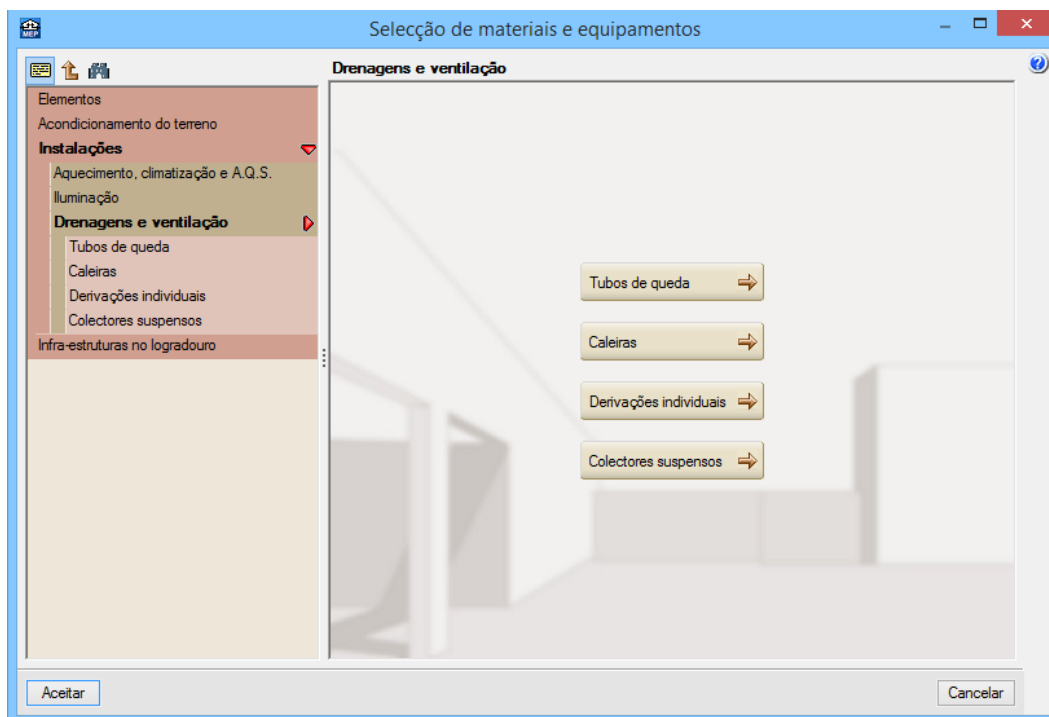 MEP
Selecção de materiais e equipamentos
Drenagens e ventilação
Elementos
Acondicionamento do terreno
Instalações
Aquecimento, climatização e A.Q.S.
Iluminação
Drenagens e ventilação
Tubos de queda
Caleiras
Derivações individuais
Colectores suspensos
Infra-estruturas no logradouro
Tubos de queda
Caleiras
Derivações individuais
Colectores suspensos
Aceitar
Cancelar